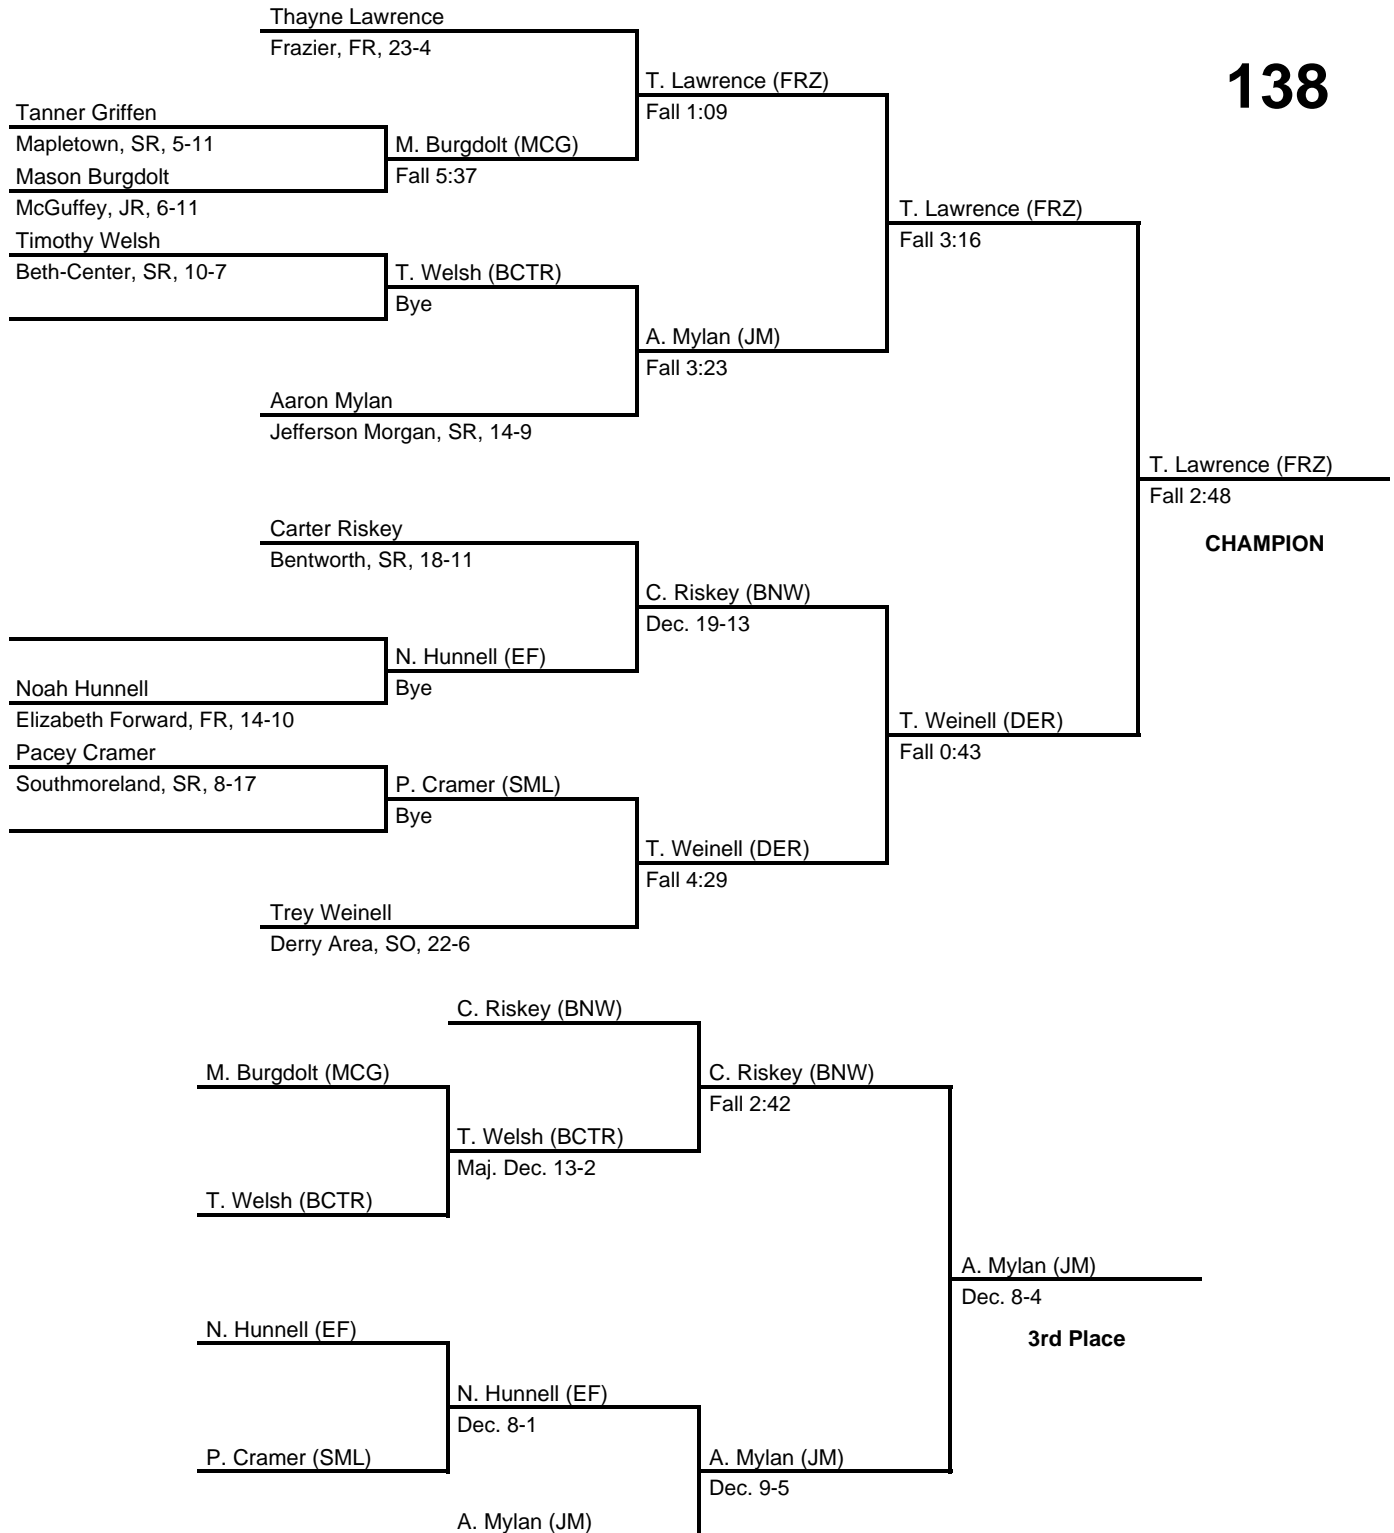 Thayne Lawrence
Frazier, FR, 23-4
138
T. Lawrence (FRZ)
Fall 1:09
Tanner Griffen
Mapletown, SR, 5-11
M. Burgdolt (MCG)
Fall 5:37
Mason Burgdolt
McGuffey, JR, 6-11
T. Lawrence (FRZ)
Fall 3:16
Timothy Welsh
Beth-Center, SR, 10-7
T. Welsh (BCTR)
Bye
A. Mylan (JM)
Fall 3:23
Aaron Mylan
Jefferson Morgan, SR, 14-9
T. Lawrence (FRZ)
Fall 2:48
CHAMPION
Carter Riskey
Bentworth, SR, 18-11
C. Riskey (BNW)
Dec. 19-13
N. Hunnell (EF)
Bye
Noah Hunnell
Elizabeth Forward, FR, 14-10
T. Weinell (DER)
Fall 0:43
Pacey Cramer
Southmoreland, SR, 8-17
P. Cramer (SML)
Bye
T. Weinell (DER)
Fall 4:29
Trey Weinell
Derry Area, SO, 22-6
C. Riskey (BNW)
M. Burgdolt (MCG)
C. Riskey (BNW)
Fall 2:42
T. Welsh (BCTR)
Maj. Dec. 13-2
T. Welsh (BCTR)
A. Mylan (JM)
Dec. 8-4
3rd Place
N. Hunnell (EF)
N. Hunnell (EF)
Dec. 8-1
P. Cramer (SML)
A. Mylan (JM)
Dec. 9-5
A. Mylan (JM)